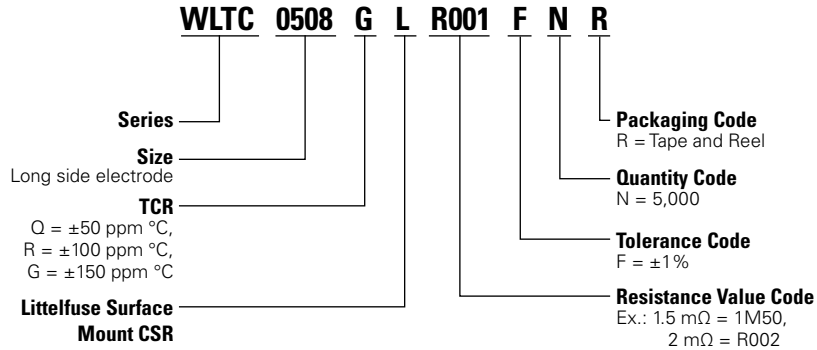 WLTC 0508 G L R001 F N R
Series
Size
Long side electrode
TCR
Q = ±50 ppm °C,
R = ±100 ppm °C,
G = ±150 ppm °C
Littelfuse Surface
Mount CSR
Packaging Code
R = Tape and Reel
Quantity Code
N = 5,000
Tolerance Code
F = ±1%
Resistance Value Code
Ex.: 1.5 mΩ = 1M50,
2 mΩ = R002